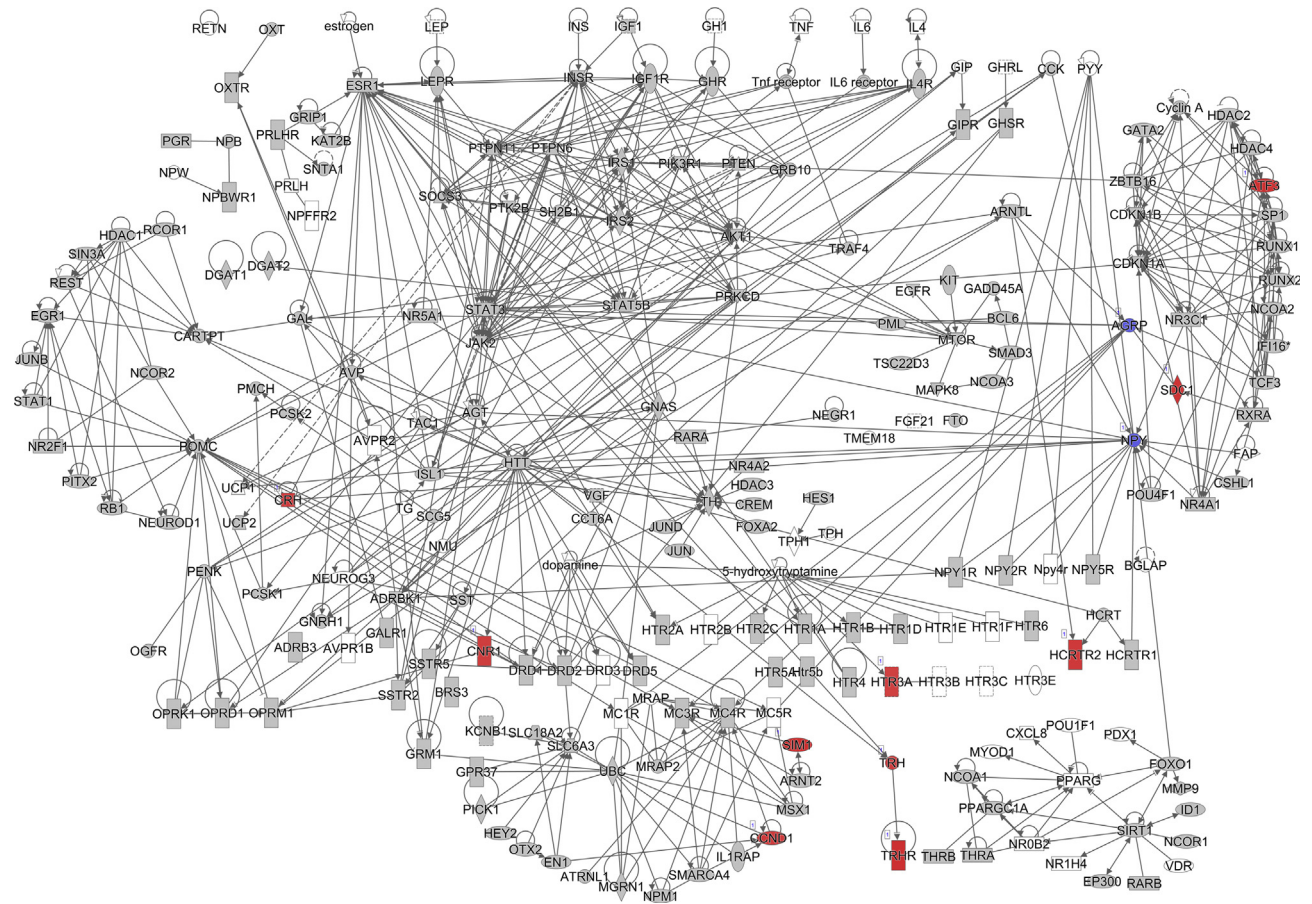 RETN
OXT
estrogen
LEP
INS
IGF1
GH1
TNF
IL6
IL4
OXTR
ESR1
LEPR
INSR
IGF1R
GHR
Tnf receptor
IL6 receptor
IL4R
GIP
GHRL
CCK
PYY
GRIP1
KAT2B
PRLHR
SNTA1
PGR
NPB
NPW
NPBWR1
PRLH
NPFFR2
PTPN11
PTPN6
IRS1
PIK3R1
PTEN
GRB10
GIPR
GHSR
Cyclin A
HDAC2
GATA2
HDAC4
ZBTB16
ATF3
SOCS3
PTK2B
SH2B1
IRS2
AKT1
TRAF4
ARNTL
CDKN1B
SP1
RUNX1
CDKN1A
RUNX2
HDAC1
RCOR1
SIN3A
REST
DGAT1
DGAT2
EGR1
CARTPT
GAL
NR5A1
STAT3
STAT5B
PRKCD
JAK2
EGFR
KIT
GADD45A
PML
BCL6
MTOR
TSC22D3
SMAD3
MAPK8
NCOA3
AGRP
NR3C1
NCOA2
IFI16*
SDC1
TCF3
RXRA
JUNB
NCOR2
STAT1
PMCH
PCSK2
AVP
AVPR2
TAC1
AGT
GNAS
NEGR1
FGF21
FTO
TMEM18
RARA
NPY
FAP
CSHL1
POU4F1
NR4A1
NR2F1
POMC
PITX2
RB1
NEUROD1
UCP1
CRH
UCP2
ISL1
HTT
TG
SCG5
VGF
CCT6A
NR4A2
HDAC3
CREM
TH
FOXA2
HES1
JUND
JUN
TPH1
TPH
NMU
dopamine
5-hydroxytryptamine
PENK
PCSK1
NEUROG3
ADRBK1
SST
GNRH1
NPY1R
NPY2R
Npy4r
NPY5R
BGLAP
HCRT
OGFR
ADRB3
AVPR1B
GALR1
CNR1
SSTR5
SSTR2
BRS3
DRD1
DRD2
DRD3
DRD5
HTR2A
HTR2B
HTR2C
HTR1A
HTR1B
HTR1D
HTR1E
HTR1F
HTR6
HCRTR2
HCRTR1
HTR5A
Htr5b
HTR4
HTR3A
HTR3B
HTR3C
HTR3E
OPRK1
OPRD1
OPRM1
MRAP
MC1R
MC3R
MC4R
MC5R
KCNB1
SLC18A2
SLC6A3
GRM1
GPR37
UBC
MRAP2
SIM1
ARNT2
TRH
PICK1
MSX1
HEY2
OTX2
EN1
CCND1
IL1RAP
ATRNL1
MGRN1
SMARCA4
NPM1
TRHR
CXCL8
POU1F1
MYOD1
PDX1
NCOA1
PPARG
FOXO1
PPARGC1A
MMP9
ID1
SIRT1
NR0B2
NCOR1
THRB
THRA
NR1H4
VDR
EP300
RARB